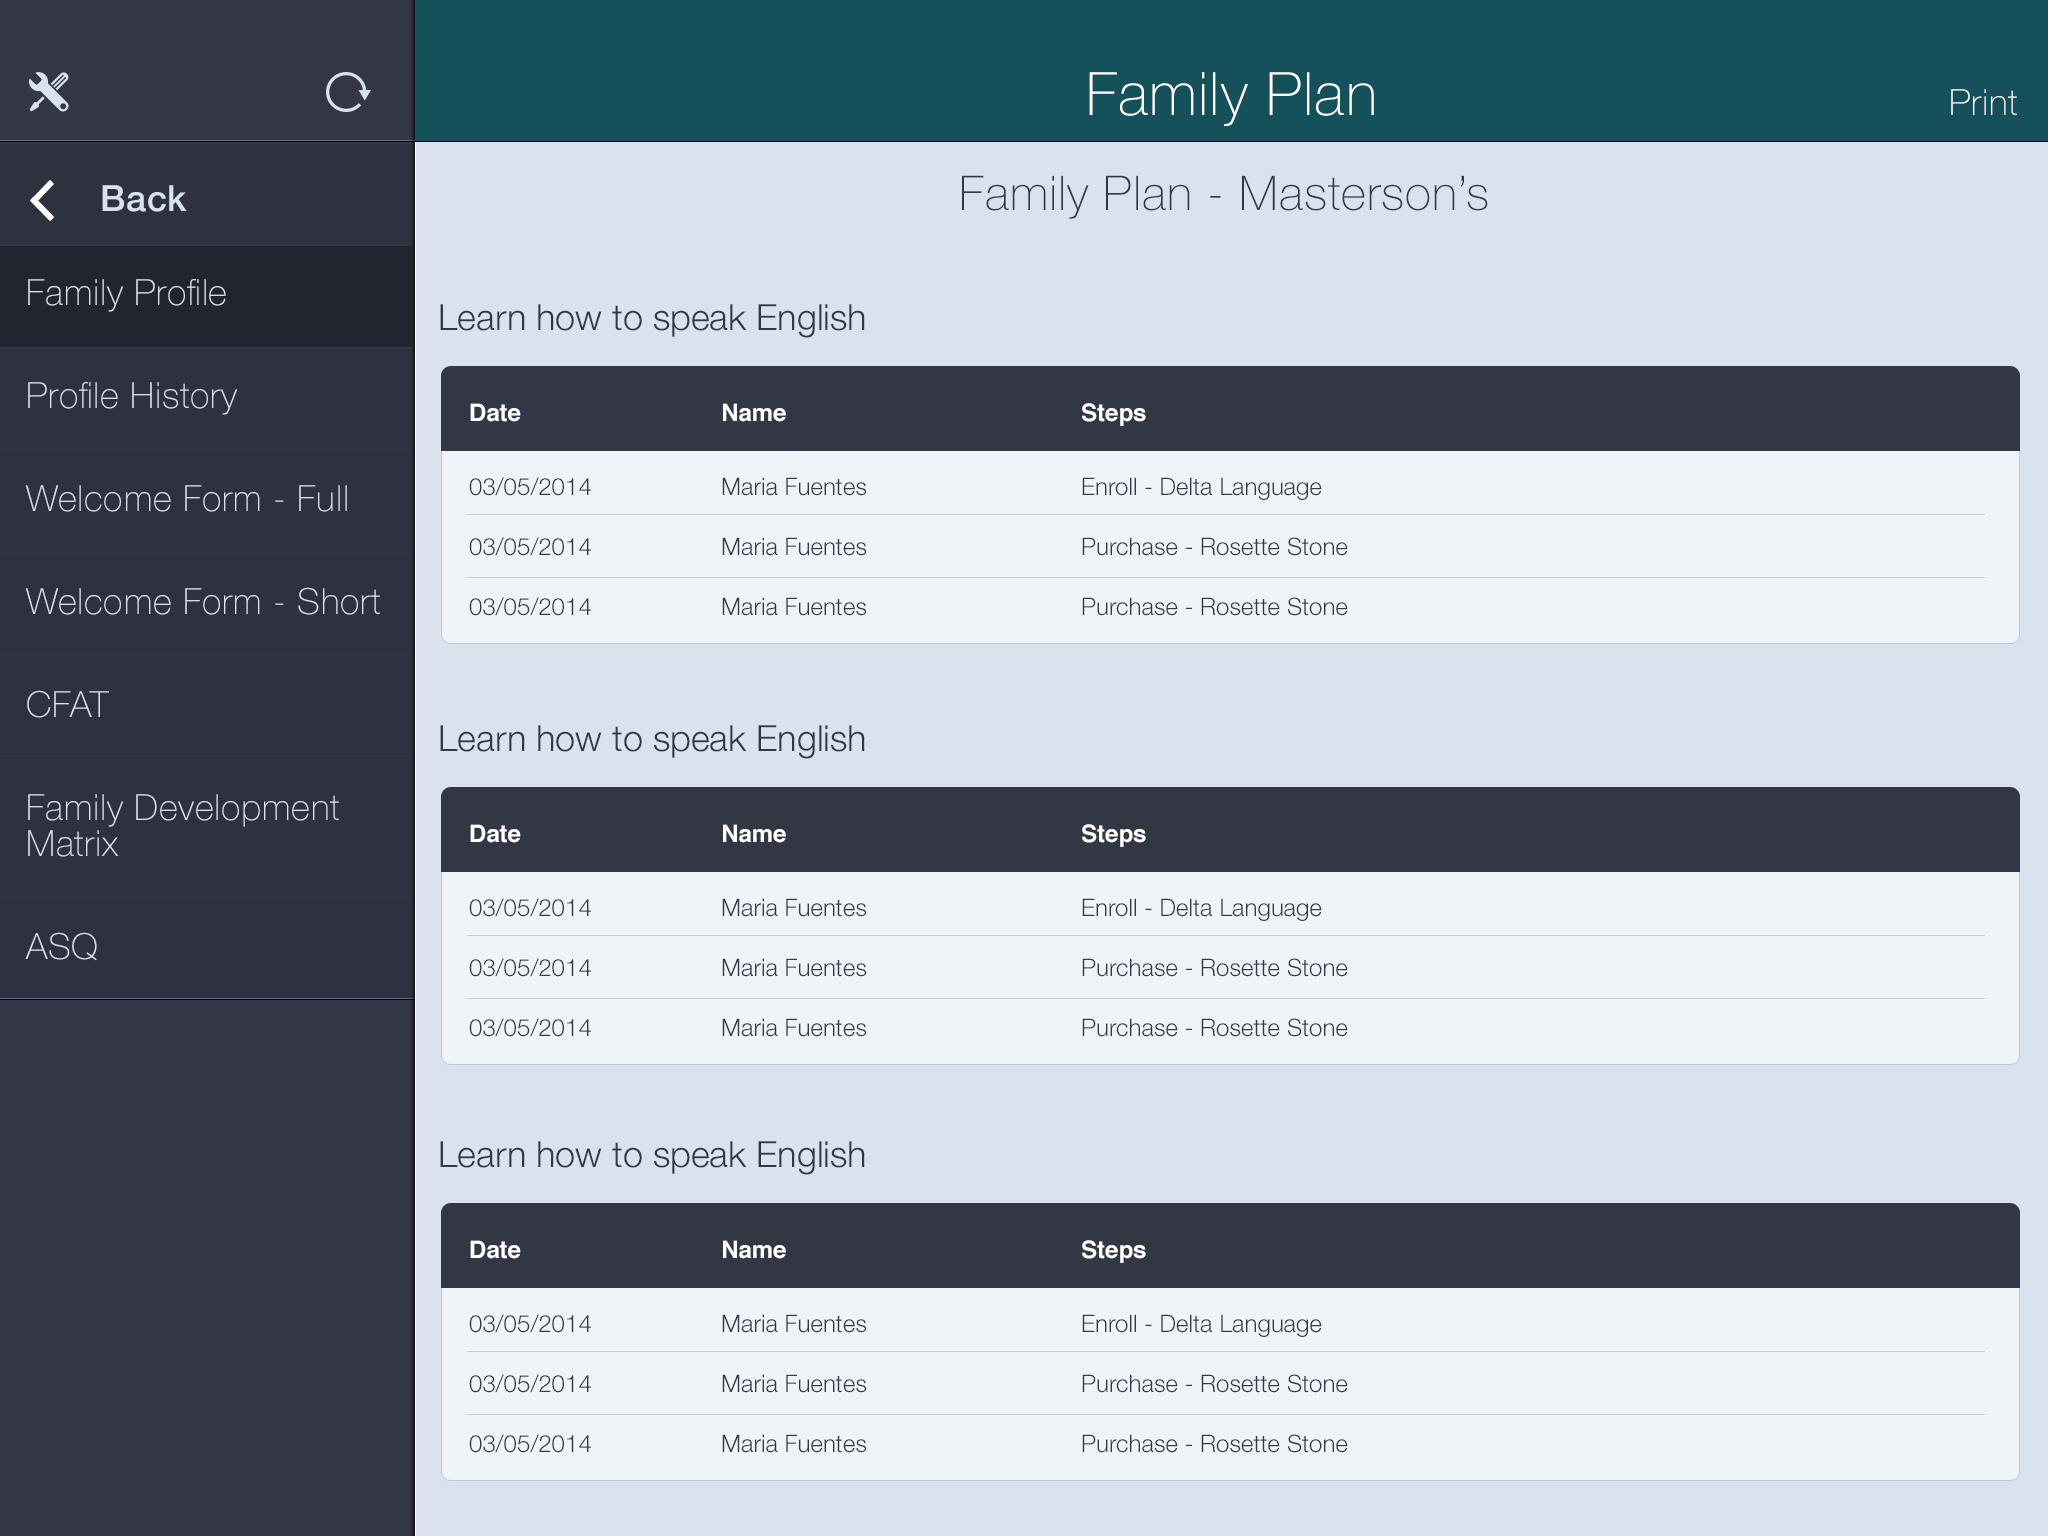 Family Plan
Print
Back
Family Profile
Profile History
Welcome Form - Full
Welcome Form - Short
CFAT
Family Development
Matrix
ASQ
Family Plan - Masterson’s
Learn how to speak English
Date Name Steps
03/05/2014 Maria Fuentes Enroll - Delta Language
03/05/2014 Maria Fuentes Purchase - Rosette Stone
03/05/2014 Maria Fuentes Purchase - Rosette Stone
Learn how to speak English
Date Name Steps
03/05/2014 Maria Fuentes Enroll - Delta Language
03/05/2014 Maria Fuentes Purchase - Rosette Stone
03/05/2014 Maria Fuentes Purchase - Rosette Stone
Learn how to speak English
Date Name Steps
03/05/2014 Maria Fuentes Enroll - Delta Language
03/05/2014 Maria Fuentes Purchase - Rosette Stone
03/05/2014 Maria Fuentes Purchase - Rosette Stone